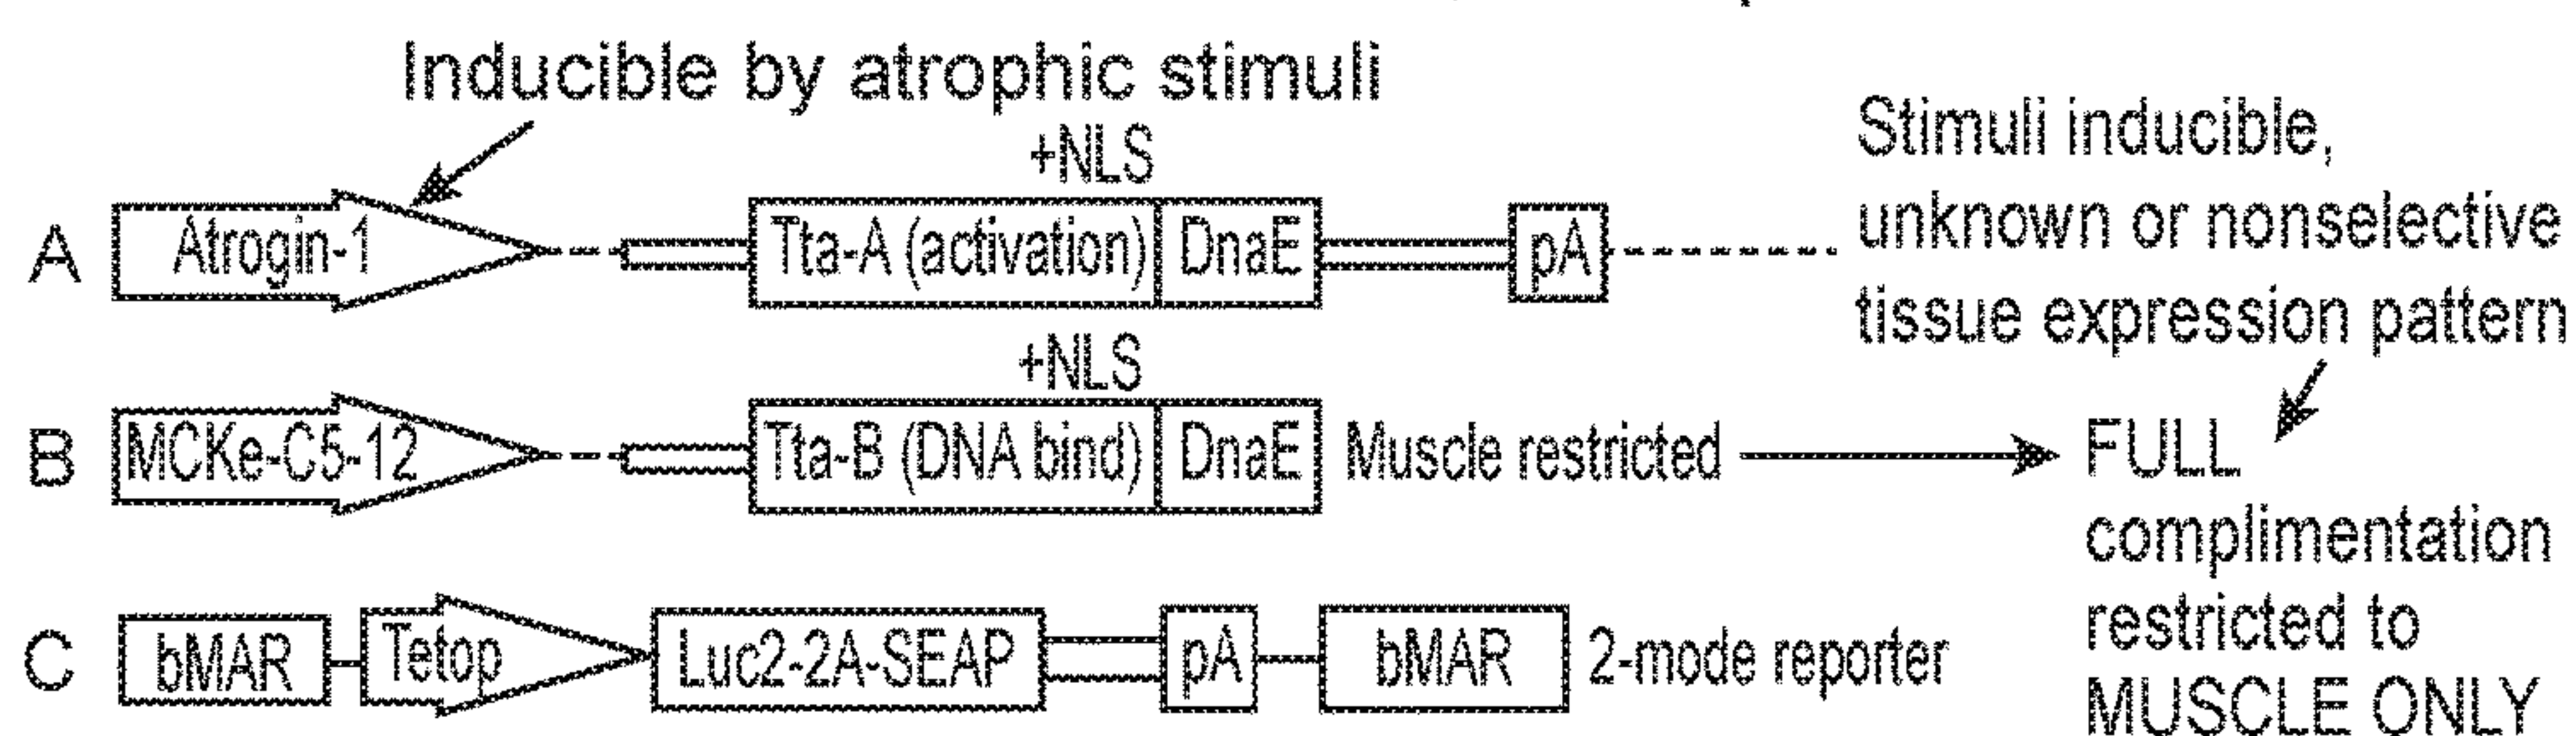 Inducible by atrophic stimuli
+NLS
A Atrogin-1 Tta-A (activation) DnaE pA
Stimuli inducible,
unknown or nonselective
tissue expression pattern
+NLS
B MCKe-C5-12 Tta-B (DNA bind) DnaE Muscle restricted
FULL
complimentation
restricted to
MUSCLE ONLY
C bMAR Tetop Luc2-2A-SEAP pA bMAR 2-mode reporter